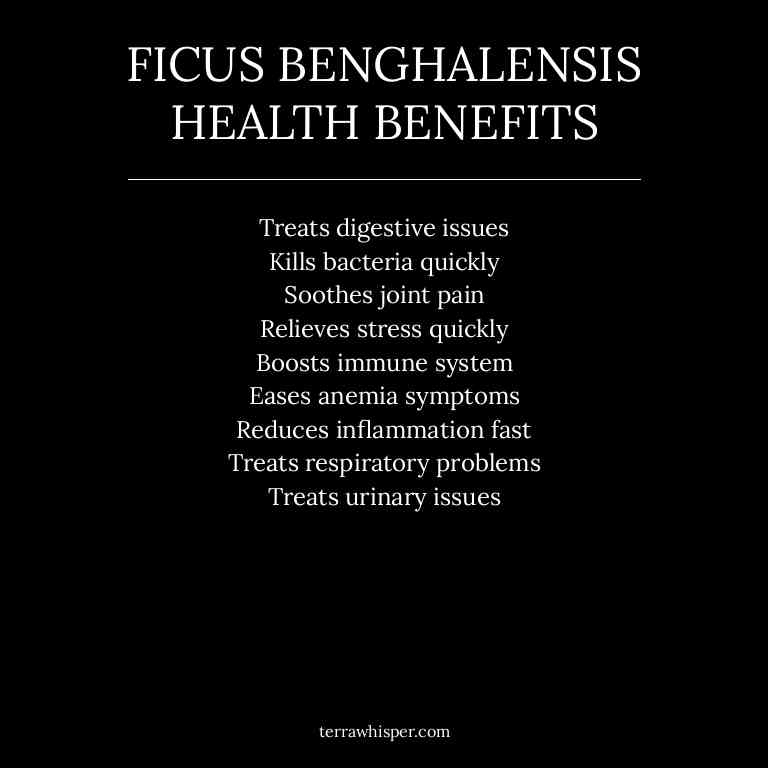 FICUS BENGHALENSIS
HEALTH BENEFITS
Treats digestive issues
Kills bacteria quickly
Soothes joint pain
Relieves stress quickly
Boosts immune system
Eases anemia symptoms
Reduces inflammation fast
Treats respiratory problems
Treats urinary issues
terrawhisper.com